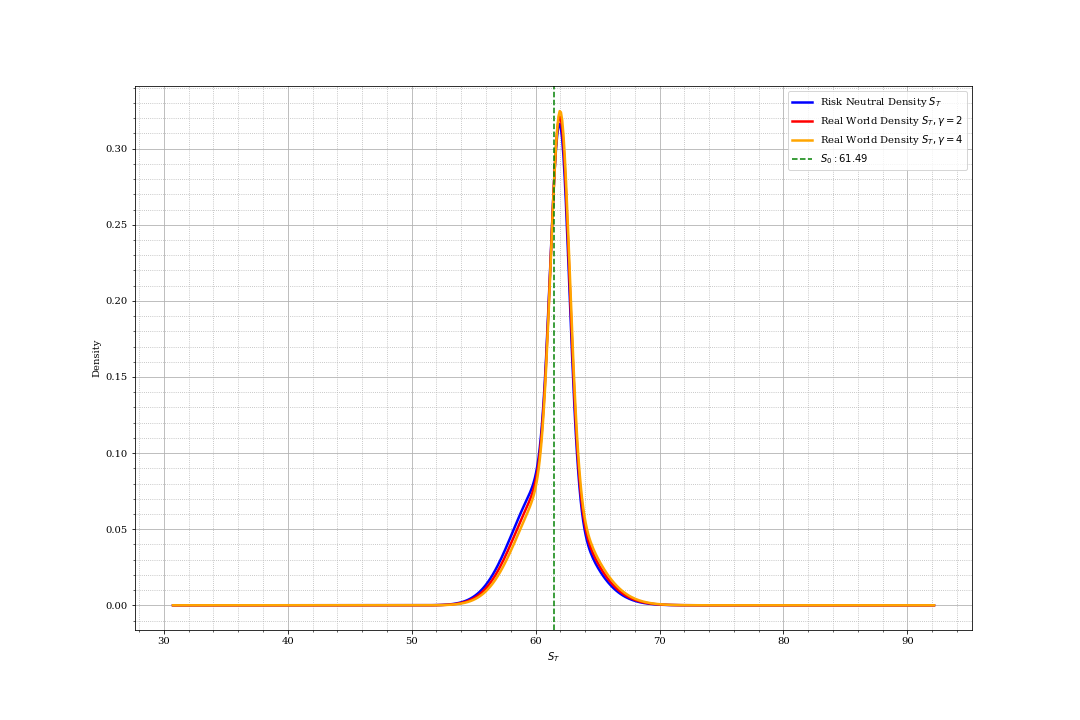 Risk Neutral Density S_T
Real World Density S_T, γ = 2
Real World Density S_T, γ = 4
S_0 : 61.49
0.30
0.25
0.20
0.15
0.10
0.05
0.00
Density
30 40 50 60 70 80 90
S_T